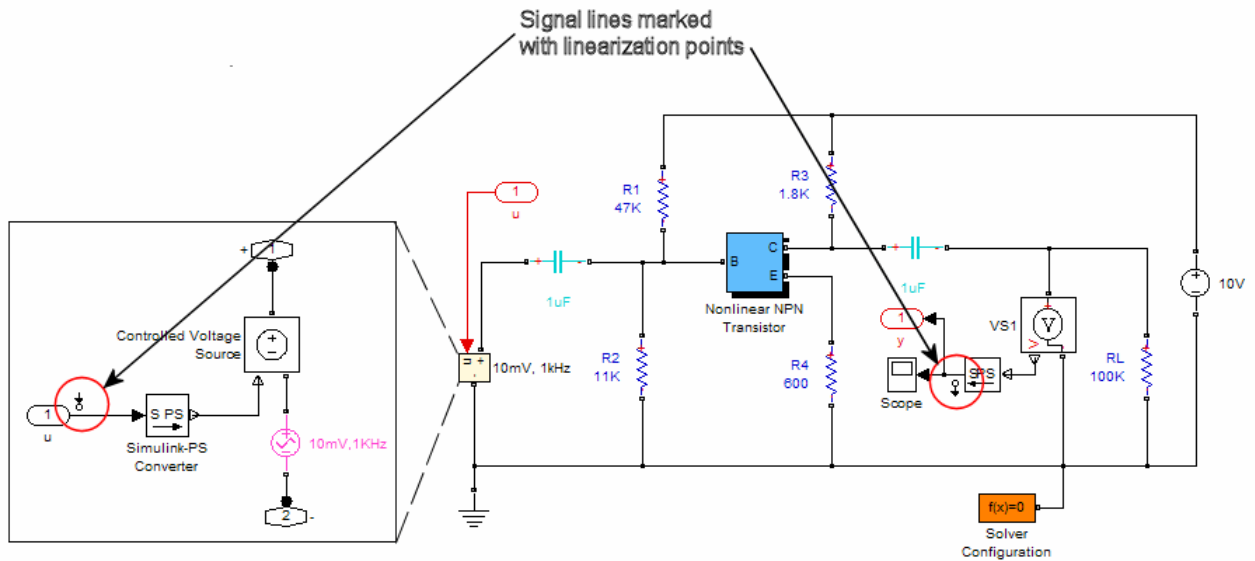 Signal lines marked
with linearization points
R1
47K
R3
1.8K
1
u
+
1
Controlled Voltage
Source
1
u
S PS
Simulink-PS
Converter
10mV,1KHz
2
-
u
+
-
10mV, 1kHz
+
-
1uF
R2
11K
B
C
E
Nonlinear NPN
Transistor
R4
600
+
-
1uF
1
y
Scope
VS1
V
SPS
RL
100K
10V
f(x)=0
Solver
Configuration